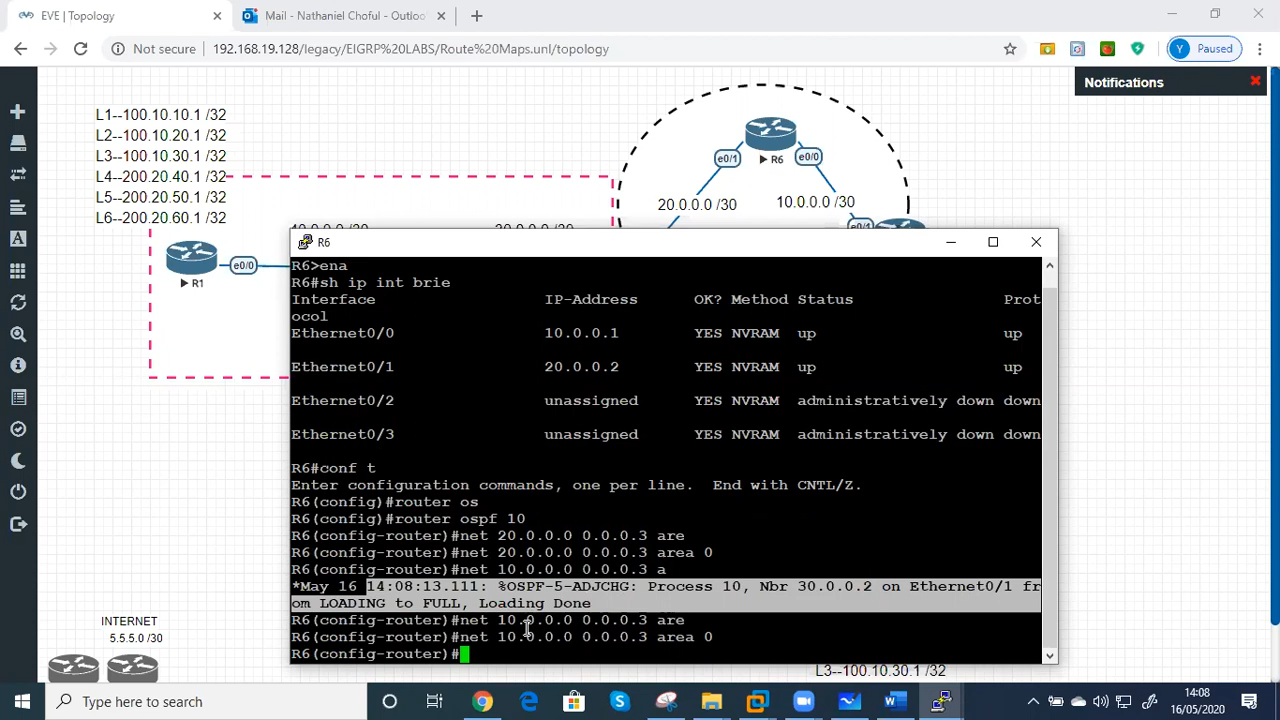 EVE | Topology
Mail - Nathaniel Choful - Outloo
Not secure
192.168.19.128/legacy/EIGRP%20LABS/Route%20Maps.unl/topology
Y
Paused
Notifications
L1--100.10.10.1 /32
L2--100.10.20.1 /32
L3--100.10.30.1 /32
L4--200.20.40.1 /32
L5--200.20.50.1 /32
L6--200.20.60.1 /32
R6
e0/1
e0/0
20.0.0.0 /30
10.0.0.0 /30
e0/1
R1
e0/0
R6
R6>ena
R6#sh ip int brie
Interface IP-Address OK? Method Status Prot
ocol
Ethernet0/0 10.0.0.1 YES NVRAM up up
Ethernet0/1 20.0.0.2 YES NVRAM up up
Ethernet0/2 unassigned YES NVRAM administratively down down
Ethernet0/3 unassigned YES NVRAM administratively down down
R6#conf t
Enter configuration commands, one per line. End with CNTL/Z.
R6(config)#router os
R6(config)#router ospf 10
R6(config-router)#net 20.0.0.0 0.0.0.3 are
R6(config-router)#net 20.0.0.0 0.0.0.3 area 0
R6(config-router)#net 10.0.0.0 0.0.0.3 a
*May 16 14:08:13.111: %OSPF-5-ADJCHG: Process 10, Nbr 30.0.0.2 on Ethernet0/1 fr
om LOADING to FULL, Loading Done
R6(config-router)#net 10.0.0.0 0.0.0.3 are
R6(config-router)#net 10.0.0.0 0.0.0.3 area 0
R6(config-router)#
INTERNET
5.5.5.0 /30
L3--100.10.30.1 /32
Type here to search
14:08
16/05/2020